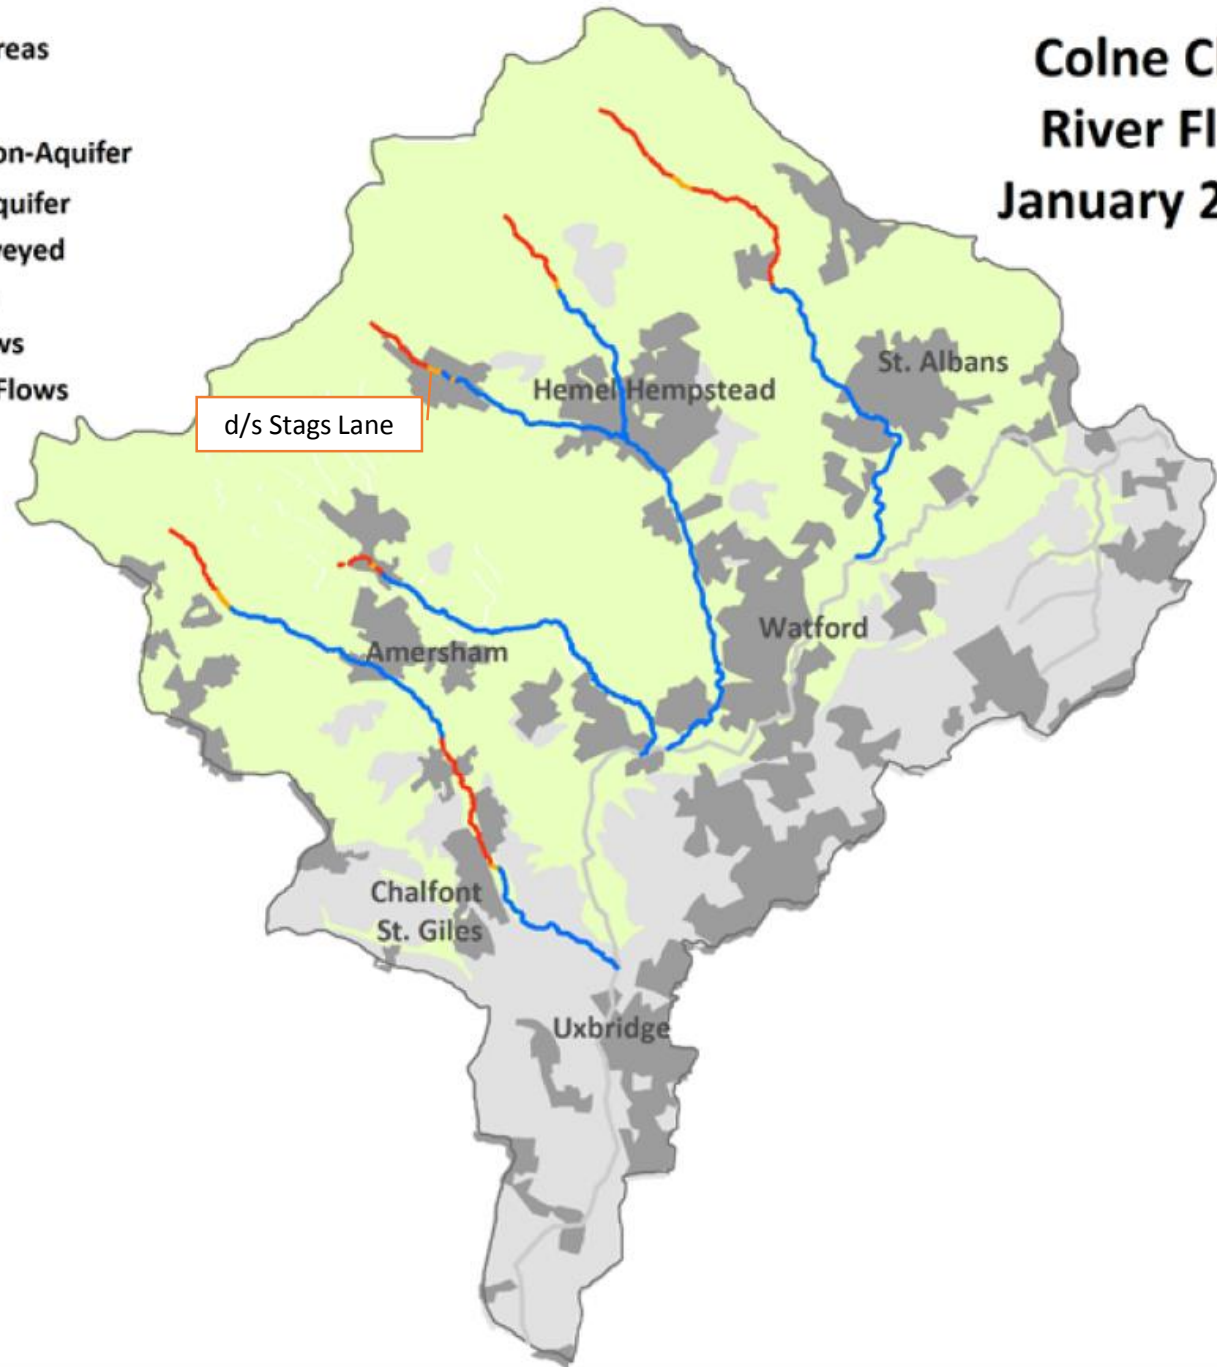 reas
on-Aquifer
quifer
veyed
ws
Flows
Colne C
River Fl
January 2
St. Albans
Hemel Hempstead
d/s Stags Lane
Watford
Amersham
Chalfont
St. Giles
Uxbridge